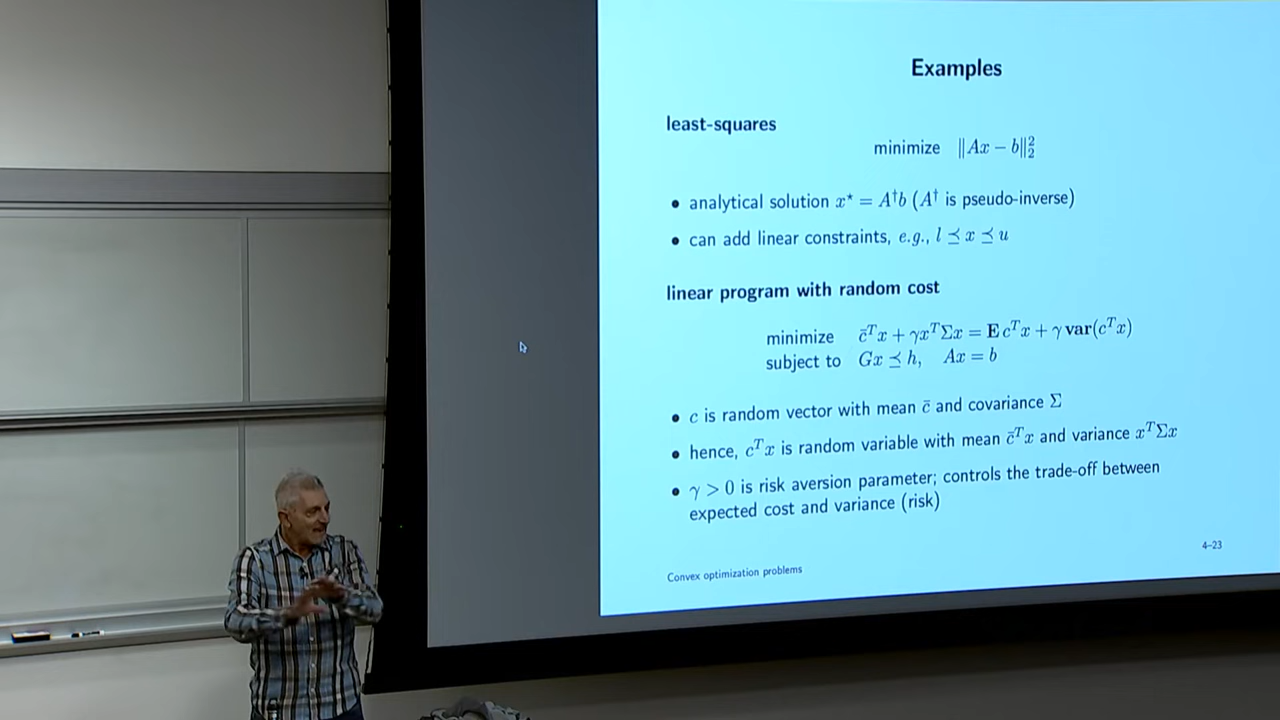 Examples
least-squares
minimize ‖Ax − b‖₂²
• analytical solution x⋆ = A†b (A† is pseudo-inverse)
• can add linear constraints, e.g., l ⪯ x ⪯ u
linear program with random cost
minimize c̄ᵀx + γxᵀΣx = E cᵀx + γ var(cᵀx)
subject to Gx ⪯ h, Ax = b
• c is random vector with mean c̄ and covariance Σ
• hence, cᵀx is random variable with mean c̄ᵀx and variance xᵀΣx
• γ > 0 is risk aversion parameter; controls the trade-off between
expected cost and variance (risk)
Convex optimization problems
4–23